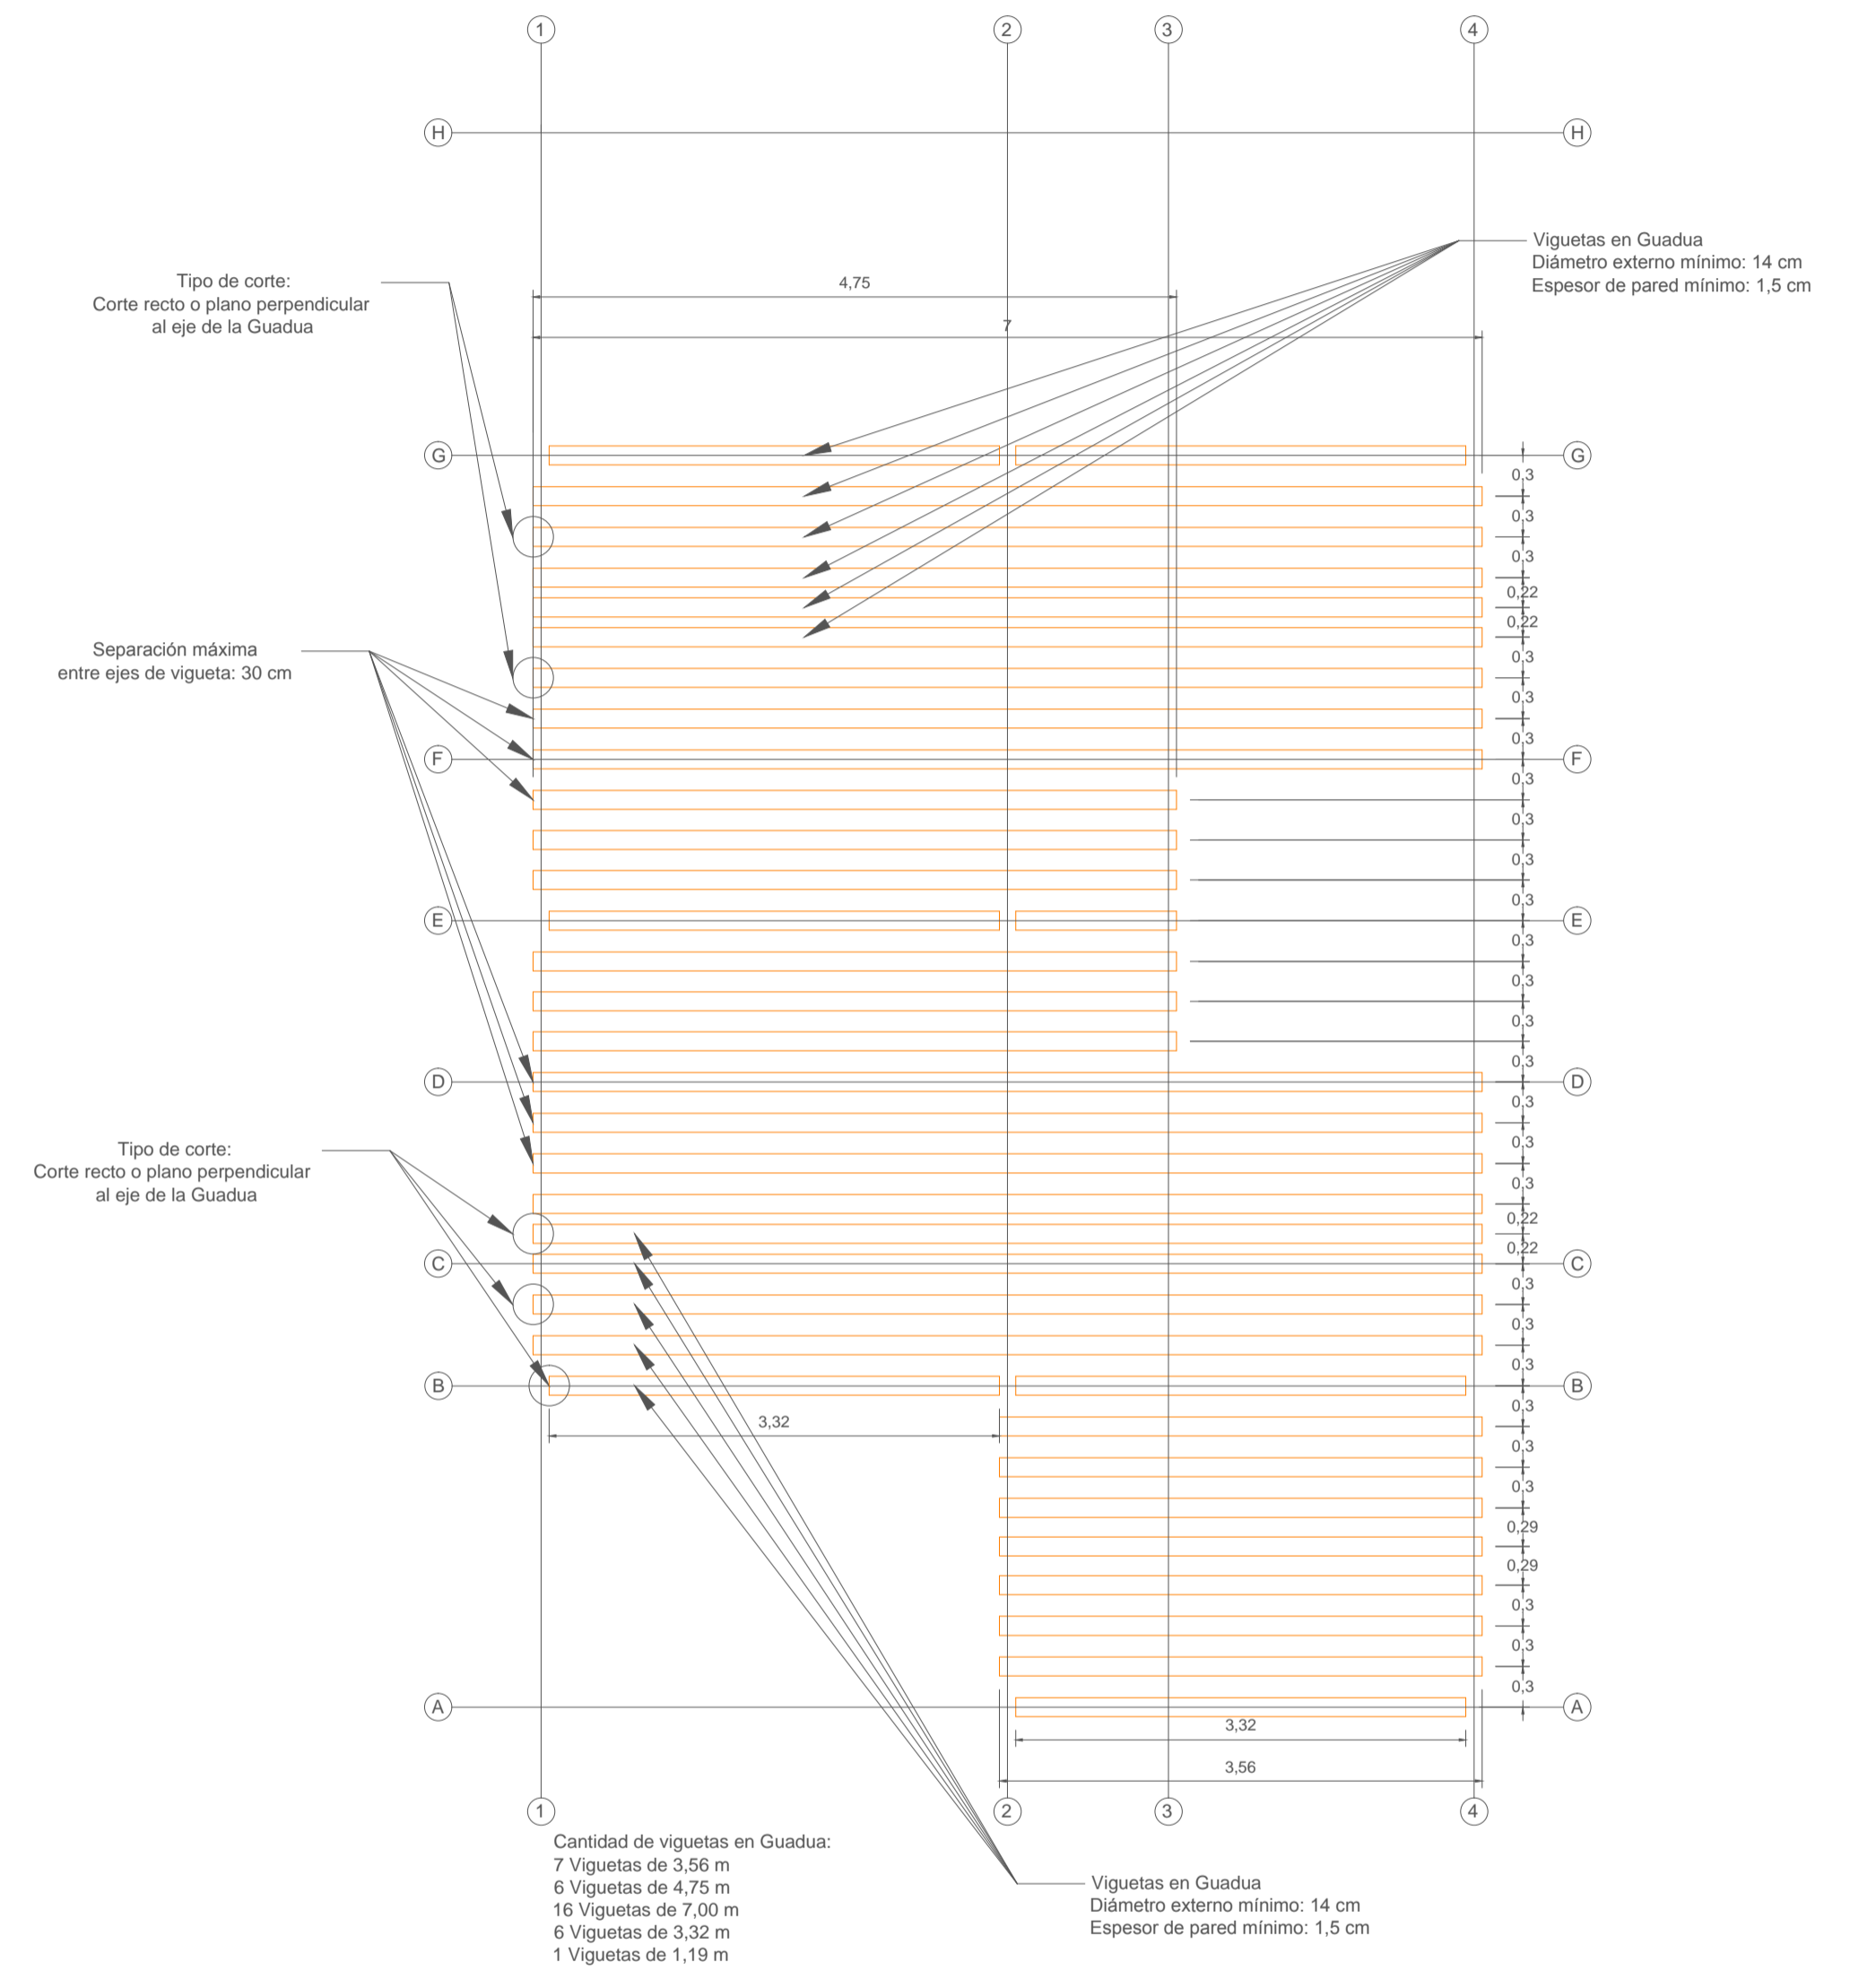 1 2 3 4
H H
Viguetas en Guadua
Diámetro externo mínimo: 14 cm
Espesor de pared mínimo: 1,5 cm
Tipo de corte:
Corte recto o plano perpendicular
al eje de la Guadua
4,75
7
G G
0,3
0,3
0,3
0,22
0,22
Separación máxima
entre ejes de vigueta: 30 cm
0,3
0,3
0,3
F F
0,3
0,3
0,3
0,3
E E
0,3
0,3
0,3
0,3
D D
0,3
0,3
0,3
Tipo de corte:
Corte recto o plano perpendicular
al eje de la Guadua
0,22
0,22
C C
0,3
0,3
0,3
B B
3,32
0,3
0,3
0,3
0,29
0,29
0,3
0,3
0,3
A A
3,32
3,56
1 2 3 4
Cantidad de viguetas en Guadua:
7 Viguetas de 3,56 m
6 Viguetas de 4,75 m
16 Viguetas de 7,00 m
6 Viguetas de 3,32 m
1 Viguetas de 1,19 m
Viguetas en Guadua
Diámetro externo mínimo: 14 cm
Espesor de pared mínimo: 1,5 cm